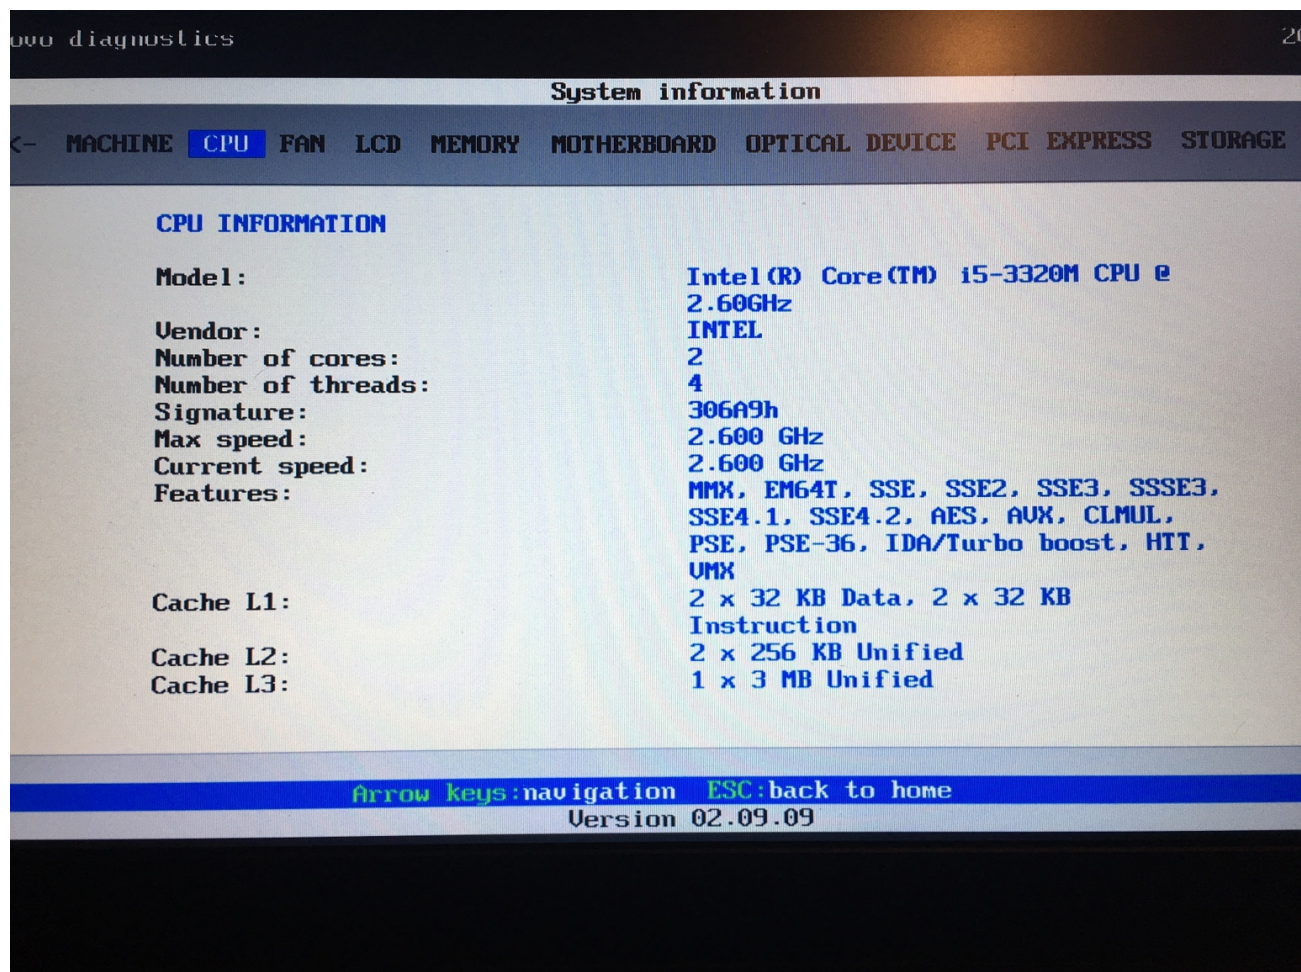 ovo diagnostics
System information
<- MACHINE CPU FAN LCD MEMORY MOTHERBOARD OPTICAL DEVICE PCI EXPRESS STORAGE
CPU INFORMATION
Model: Intel(R) Core(TM) i5-3320M CPU @
2.60GHz
Vendor: INTEL
Number of cores: 2
Number of threads: 4
Signature: 306A9h
Max speed: 2.600 GHz
Current speed: 2.600 GHz
Features: MMX, EM64T, SSE, SSE2, SSE3, SSSE3,
SSE4.1, SSE4.2, AES, AVX, CLMUL,
PSE, PSE-36, IDA/Turbo boost, HTT,
VMX
Cache L1: 2 x 32 KB Data, 2 x 32 KB
Instruction
Cache L2: 2 x 256 KB Unified
Cache L3: 1 x 3 MB Unified
Arrow keys:navigation ESC:back to home
Version 02.09.09